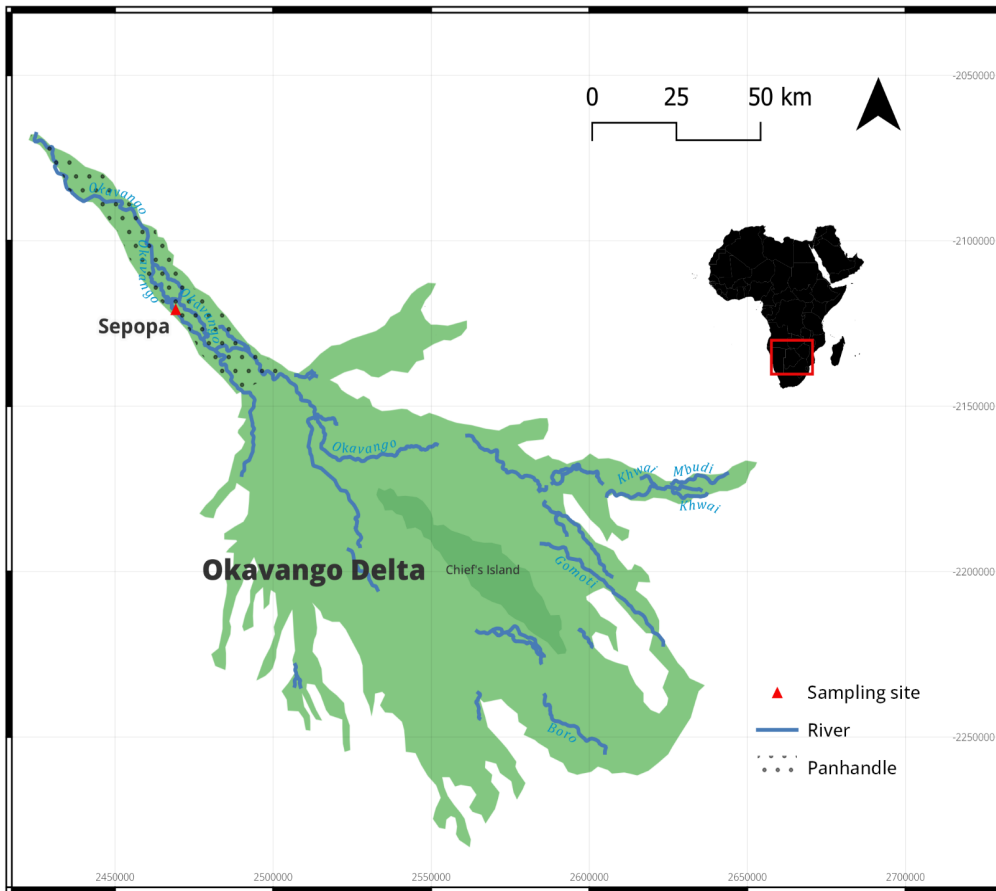 0 25 50 km
-2050000
Okavango
-2100000
Okavango
Okavango
Sepopa
-2150000
Okavango
Khwai
Mbudi
Khwai
Okavango Delta
Chief's Island
Gomoti
-2200000
Sampling site
River
Boro
-2250000
Panhandle
2450000 2500000 2550000 2600000 2650000 2700000